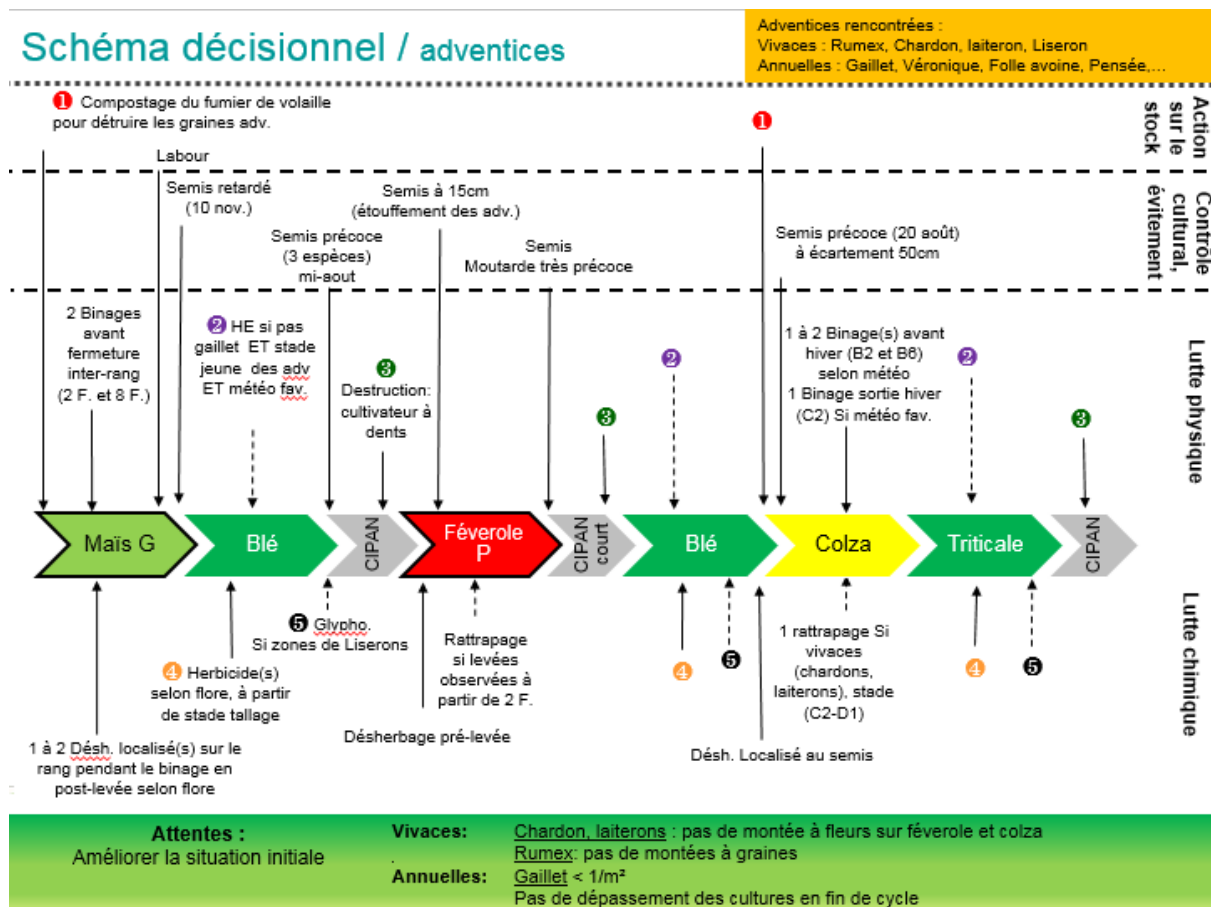 Schéma décisionnel / adventices
Adventices rencontrées :
Vivaces : Rumex, Chardon, laiteron, Liseron
Annuelles : Gaillet, Véronique, Folle avoine, Pensée,...
❶ Compostage du fumier de volaille
pour détruire les graines adv.
❶
Action
sur le
stock
Labour
Semis retardé
(10 nov.)
Semis précoce
(3 espèces)
mi-aout
Semis à 15cm
(étouffement des adv.)
Semis
Moutarde très précoce
Semis précoce (20 août)
à écartement 50cm
Contrôle
cultural,
évitement
2 Binages
avant
fermeture
inter-rang
(2 F. et 8 F.)
❷ HE si pas
gaillet ET stade
jeune des adv
ET météo fav.
❸
Destruction:
cultivateur à
dents
❸
❷
1 à 2 Binage(s) avant
hiver (B2 et B6)
selon météo
1 Binage sortie hiver
(C2) Si météo fav.
❷
❸
Lutte physique
Maïs G
Blé
CIPAN
Féverole
P
CIPAN
court
Blé
Colza
Triticale
CIPAN
1 à 2 Désh. localisé(s) sur le
rang pendant le binage en
post-levée selon flore
❹ Herbicide(s)
selon flore, à partir
de stade tallage
❺ Glypho.
Si zones de Liserons
Désherbage pré-levée
Rattrapage
si levées
observées à
partir de 2 F.
❹
❺
Désh. Localisé au semis
1 rattrapage Si
vivaces
(chardons,
laiterons), stade
(C2-D1)
❹
❺
Lutte chimique
Attentes :
Améliorer la situation initiale
Vivaces: Chardon, laiterons : pas de montée à fleurs sur féverole et colza
. Rumex: pas de montées à graines
Annuelles: Gaillet < 1/m²
Pas de dépassement des cultures en fin de cycle